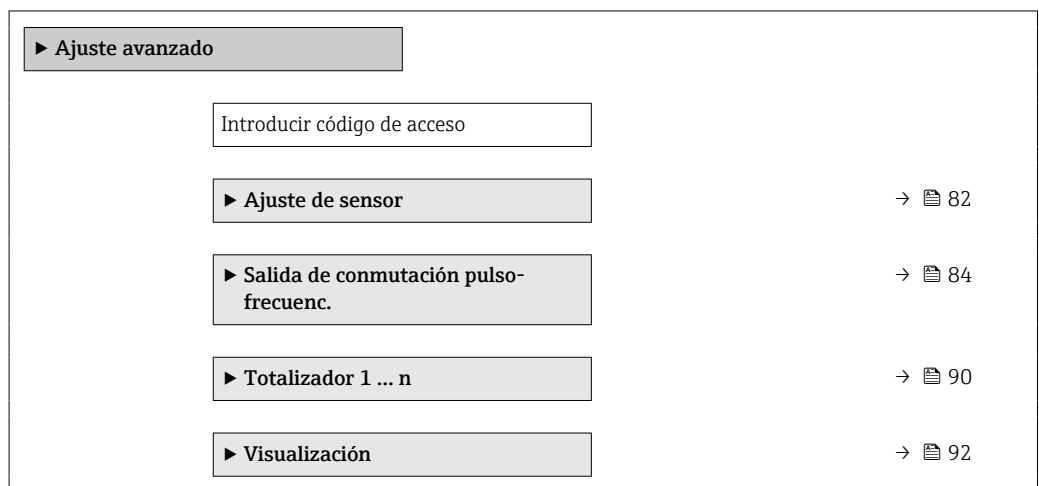 ▶ Ajuste avanzado
Introducir código de acceso
▶ Ajuste de sensor → 82
▶ Salida de conmutación pulso-
frecuenc. → 84
▶ Totalizador 1 … n → 90
▶ Visualización → 92